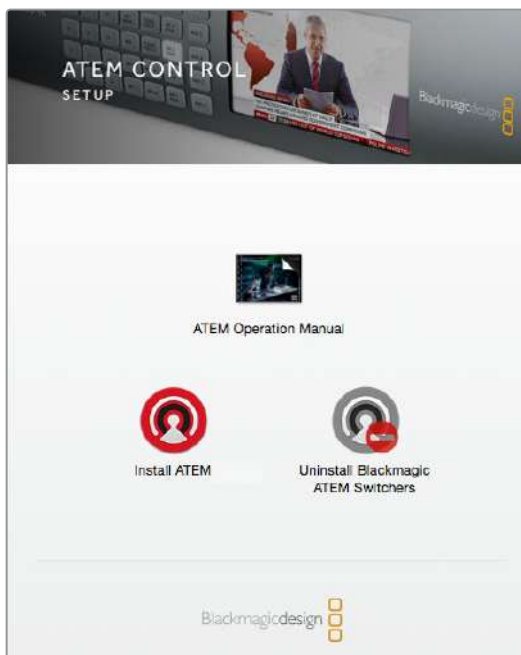 ATEM CONTROL
SETUP
Blackmagicdesign
ATEM Operation Manual
Install ATEM
Uninstall Blackmagic
ATEM Switchers
Blackmagicdesign